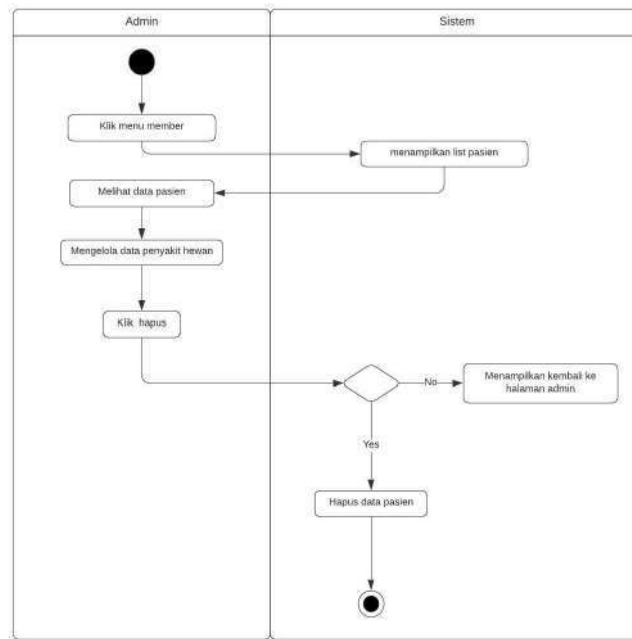 Admin
Sistem
Klik menu member
menampilkan list pasien
Melihat data pasien
Mengelola data penyakit hewan
Klik hapus
No
Menampilkan kembali ke
halaman admin
Yes
Hapus data pasien